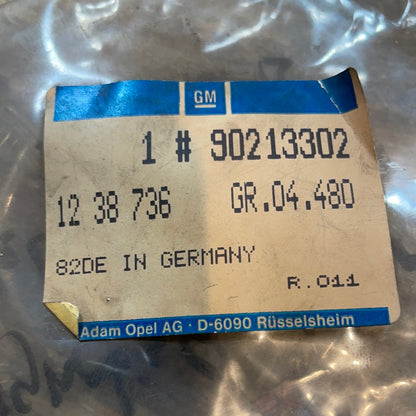 GM
1 # 90213302
12 38 736 GR.04.480
82DE IN GERMANY
R.011
Adam Opel AG · D-6090 Rüsselsheim